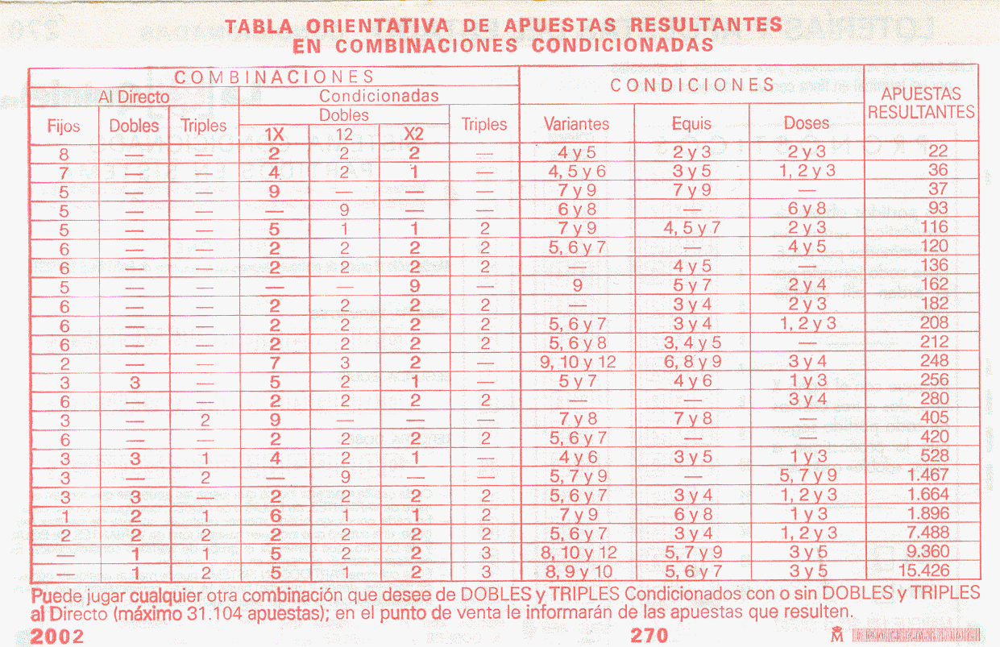 TABLA ORIENTATIVA DE APUESTAS RESULTANTES
EN COMBINACIONES CONDICIONADAS
COMBINACIONES CONDICIONES APUESTAS RESULTANTES
Al Directo Condicionadas
Dobles
Fijos Dobles Triples 1X 12 X2 Triples Variantes Equis Doses
8 — — 2 2 2 — 4 y 5 2 y 3 2 y 3 22
7 — — 4 2 1 — 4, 5 y 6 3 y 5 1, 2 y 3 36
5 — — 9 — — — 7 y 9 7 y 9 — 37
5 — — — 9 — — 6 y 8 — 6 y 8 93
5 — — 5 1 1 2 7 y 9 4, 5 y 7 2 y 3 116
6 — — 2 2 2 2 5, 6 y 7 — 4 y 5 120
6 — — 2 2 2 2 — 4 y 5 — 136
5 — — — — 9 — 9 5 y 7 2 y 4 162
6 — — 2 2 2 2 — 3 y 4 2 y 3 182
6 — — 2 2 2 2 5, 6 y 7 3 y 4 1, 2 y 3 208
6 — — 2 2 2 2 5, 6 y 8 3, 4 y 5 — 212
2 — — 7 3 2 — 9, 10 y 12 6, 8 y 9 3 y 4 248
3 3 — 5 2 1 — 5 y 7 4 y 6 1 y 3 256
6 — — 2 2 2 2 — — 3 y 4 280
3 — 2 9 — — — 7 y 8 7 y 8 — 405
6 — — 2 2 2 2 5, 6 y 7 — — 420
3 3 1 4 2 1 — 4 y 6 3 y 5 1 y 3 528
3 — 2 — 9 — — 5, 7 y 9 — 5, 7 y 9 1.467
3 3 — 2 2 2 2 5, 6 y 7 3 y 4 1, 2 y 3 1.664
1 2 1 6 1 1 2 7 y 9 6 y 8 1 y 3 1.896
2 2 2 2 2 2 2 5, 6 y 7 3 y 4 1, 2 y 3 7.488
— 1 1 5 2 2 3 8, 10 y 12 5, 7 y 9 3 y 5 9.360
— 1 2 5 1 2 3 8, 9 y 10 5, 6 y 7 3 y 5 15.426
Puede jugar cualquier otra combinación que desee de DOBLES y TRIPLES Condicionados con o sin DOBLES y TRIPLES
al Directo (máximo 31.104 apuestas); en el punto de venta le informarán de las apuestas que resulten.
2002 270